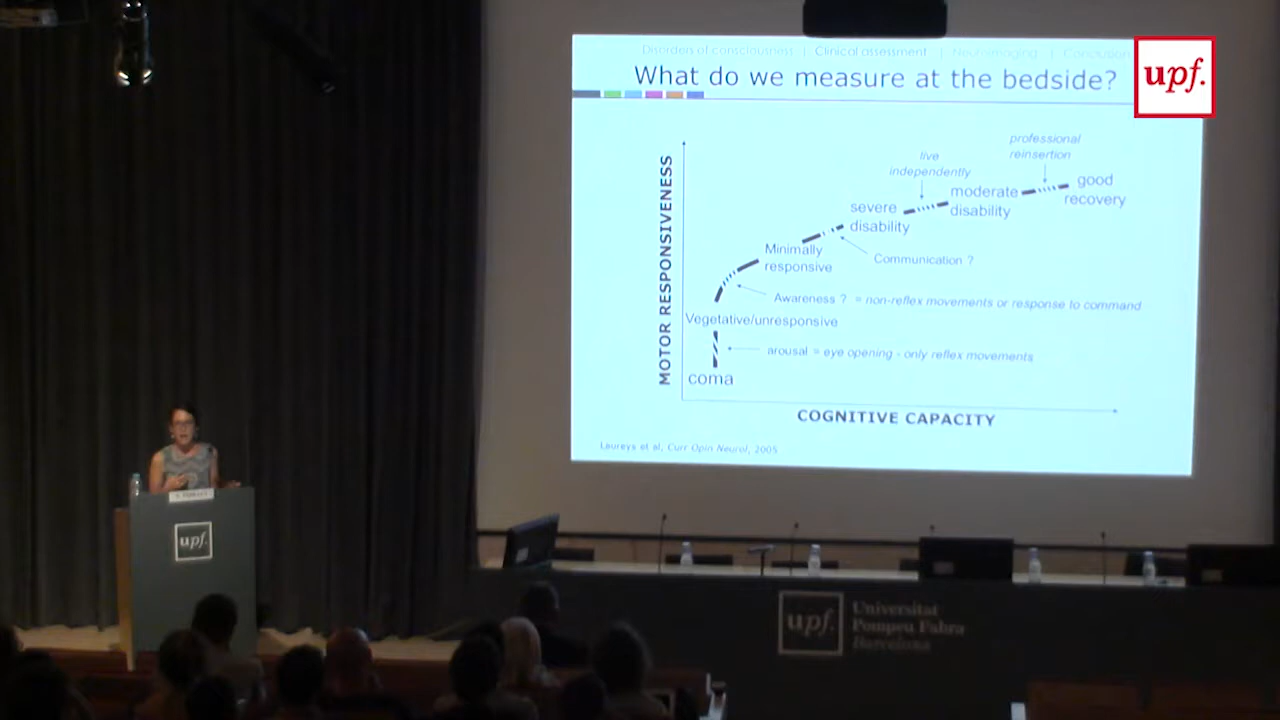 Disorders of consciousness | Clinical assessment | Neuroimaging | Conclusion
What do we measure at the bedside?
upf.
professional
reinsertion
live
independently
good
recovery
moderate
disability
severe
disability
Minimally
responsive
Communication ?
Awareness ? = non-reflex movements or response to command
Vegetative/unresponsive
arousal = eye opening - only reflex movements
coma
MOTOR RESPONSIVENESS
COGNITIVE CAPACITY
Laureys et al, Curr Opin Neurol, 2005
upf.
upf.
Universitat
Pompeu Fabra
Barcelona